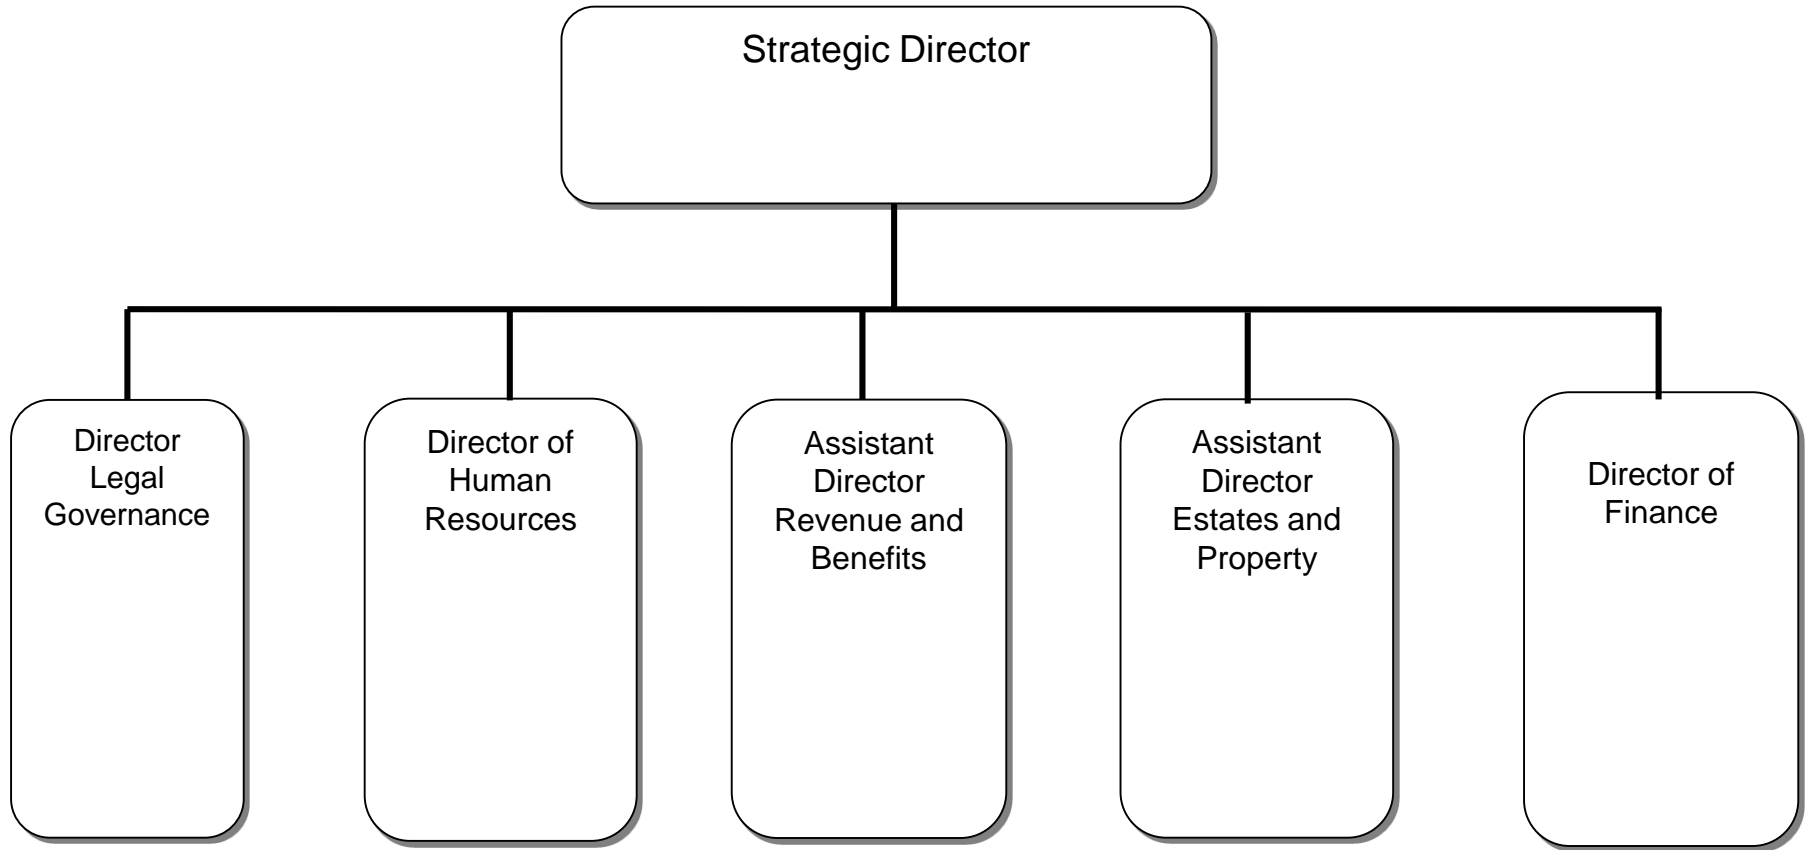 Strategic Director
Director
Legal
Governance
Director of
Human
Resources
Assistant
Director
Revenue and
Benefits
Assistant
Director
Estates and
Property
Director of
Finance